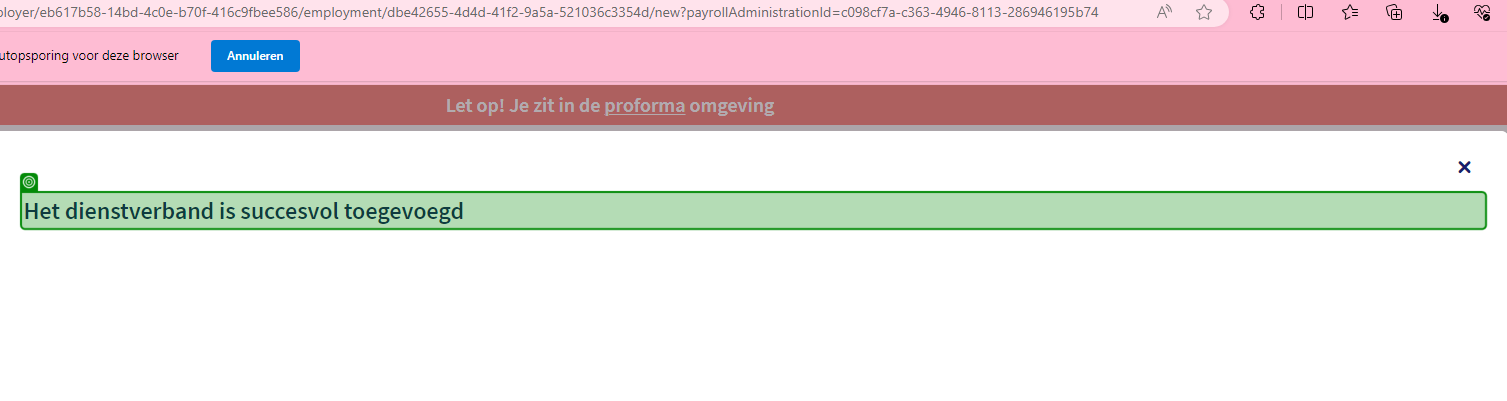 ployer/eb617b58-14bd-4c0e-b70f-416c9fbee586/employment/dbe42655-4d4d-41f2-9a5a-521036c3354d/new?payrollAdministrationId=c098cf7a-c363-4946-8113-286946195b74
utopsporing voor deze browser Annuleren
Let op! Je zit in de proforma omgeving
Het dienstverband is succesvol toegevoegd